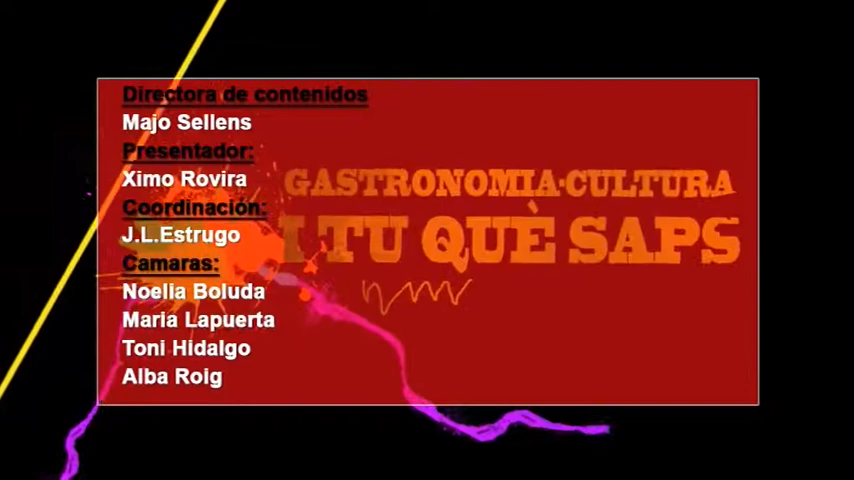 Directora de contenidos
Majo Sellens
Presentador:
Ximo Rovira
Coordinación:
J.L.Estrugo
Camaras:
Noelia Boluda
Maria Lapuerta
Toni Hidalgo
Alba Roig
GASTRONOMIA·CULTURA
I TU QUÈ SAPS